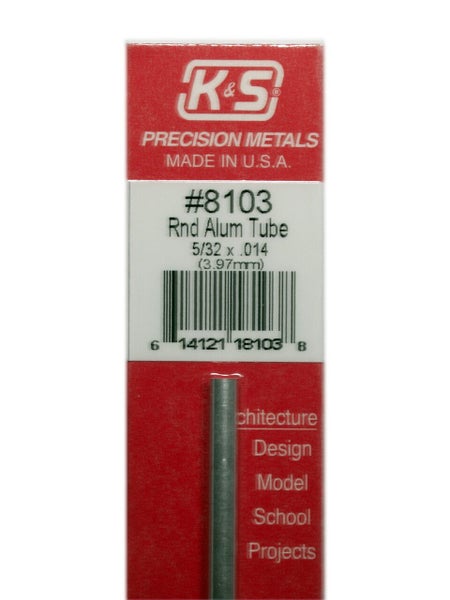 K&S®
PRECISION METALS
MADE IN U.S.A.
#8103
Rnd Alum Tube
5/32 x .014
(3.97mm)
6 14121 18103 8
chitecture
Design
Model
School
Projects